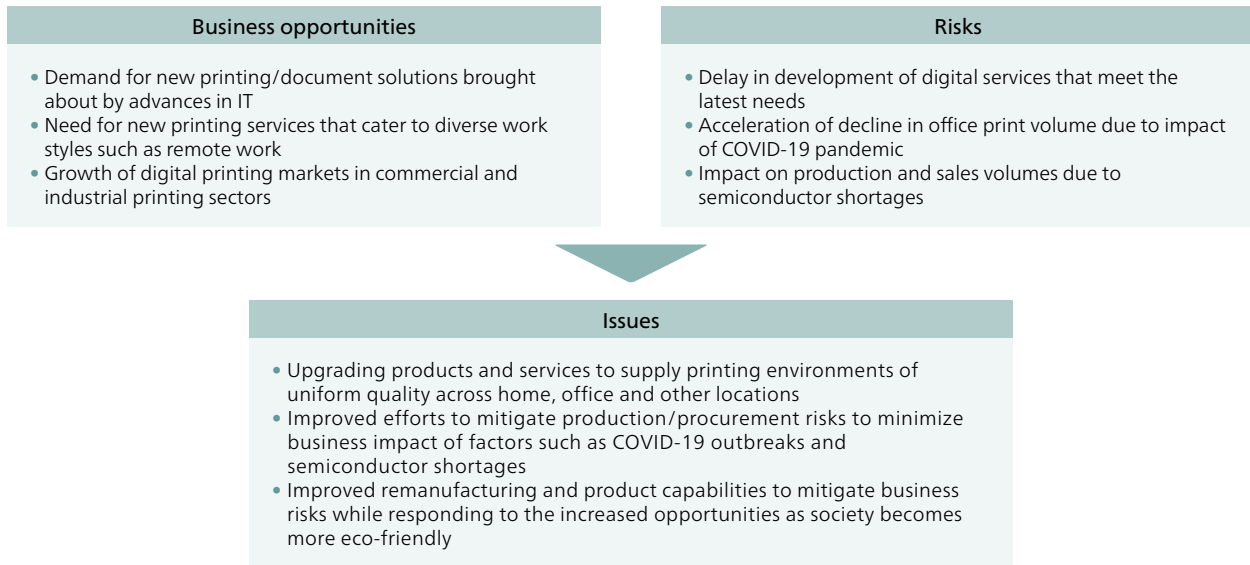 Business opportunities
• Demand for new printing/document solutions brought
about by advances in IT
• Need for new printing services that cater to diverse work
styles such as remote work
• Growth of digital printing markets in commercial and
industrial printing sectors
Risks
• Delay in development of digital services that meet the
latest needs
• Acceleration of decline in office print volume due to impact
of COVID-19 pandemic
• Impact on production and sales volumes due to
semiconductor shortages
Issues
• Upgrading products and services to supply printing environments of
uniform quality across home, office and other locations
• Improved efforts to mitigate production/procurement risks to minimize
business impact of factors such as COVID-19 outbreaks and
semiconductor shortages
• Improved remanufacturing and product capabilities to mitigate business
risks while responding to the increased opportunities as society becomes
more eco-friendly